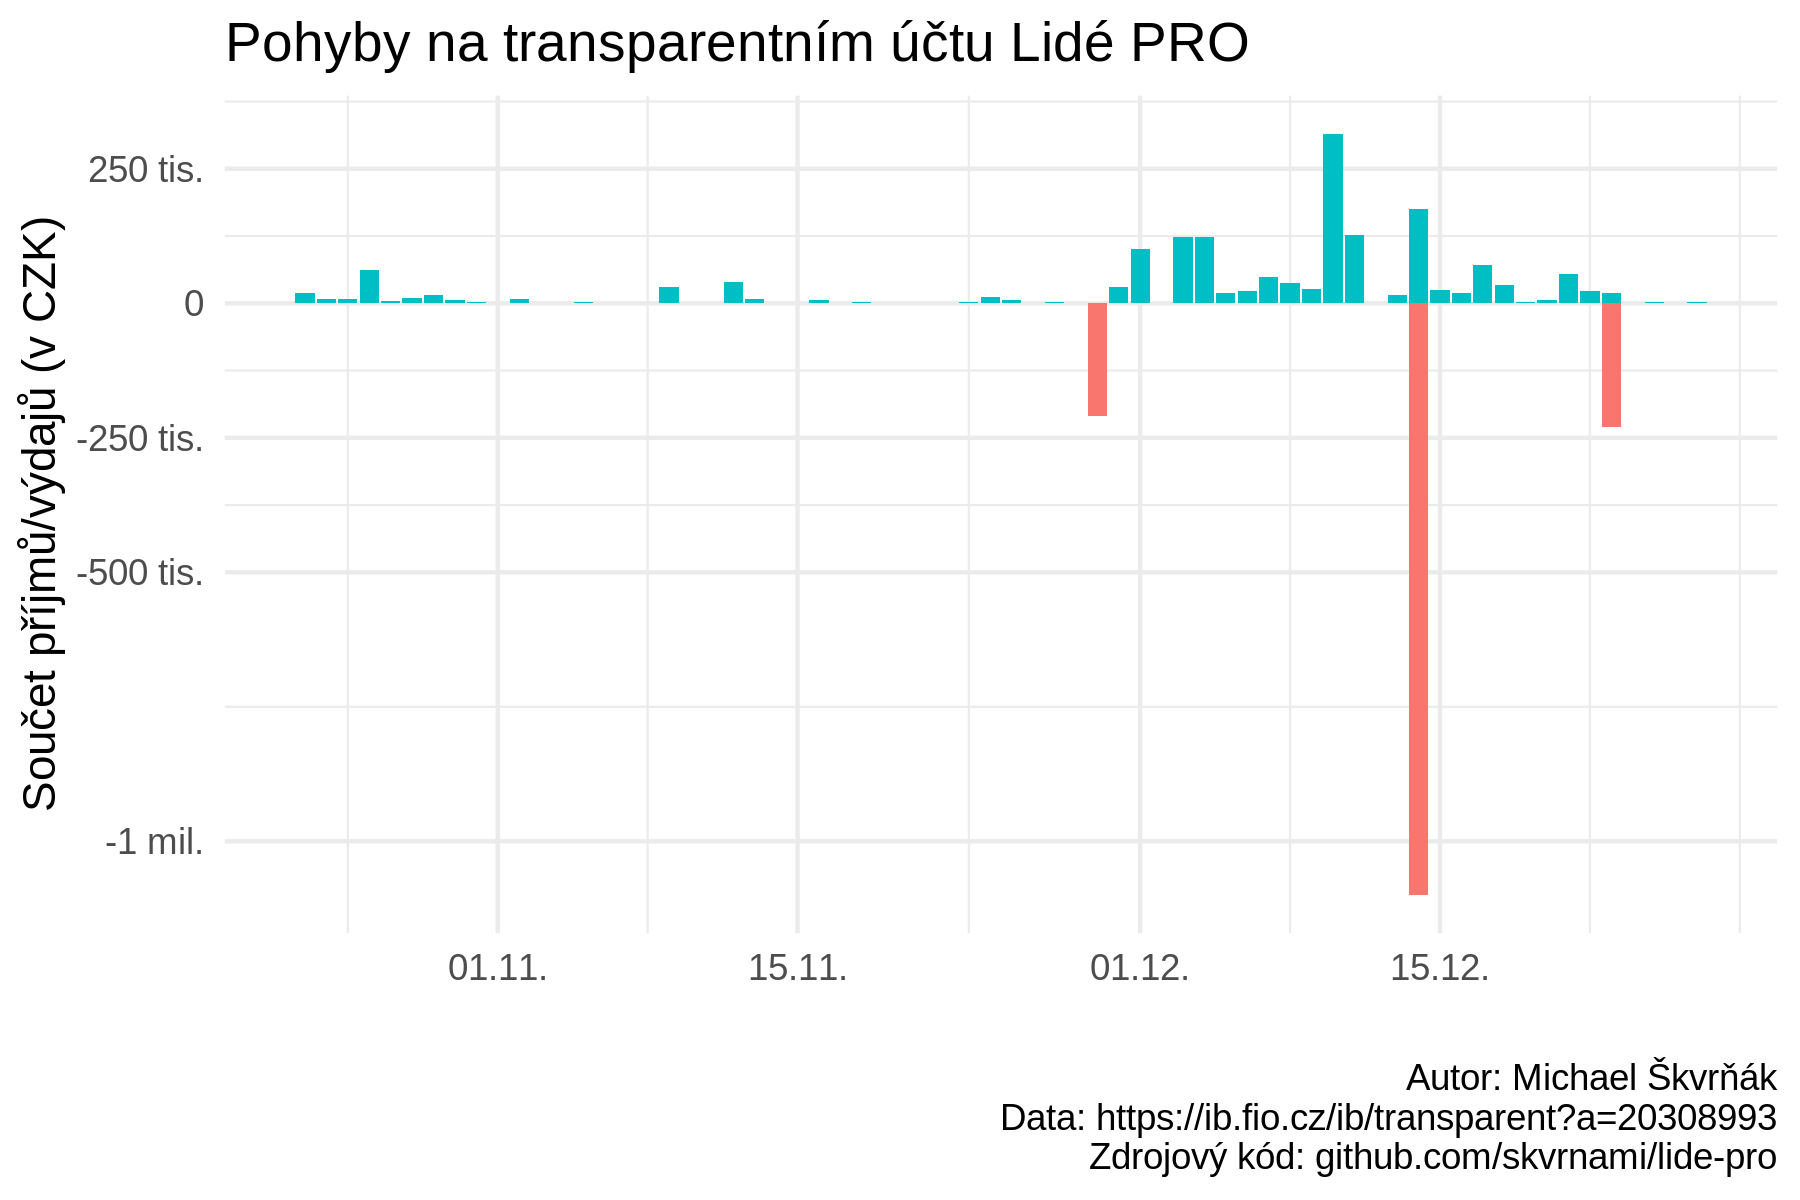 Pohyby na transparentním účtu Lidé PRO
Součet příjmů/výdajů (v CZK)
250 tis.
0
-250 tis.
-500 tis.
-1 mil.
01.11.
15.11.
01.12.
15.12.
Autor: Michael Škvrňák
Data: https://ib.fio.cz/ib/transparent?a=20308993
Zdrojový kód: github.com/skvrnami/lide-pro